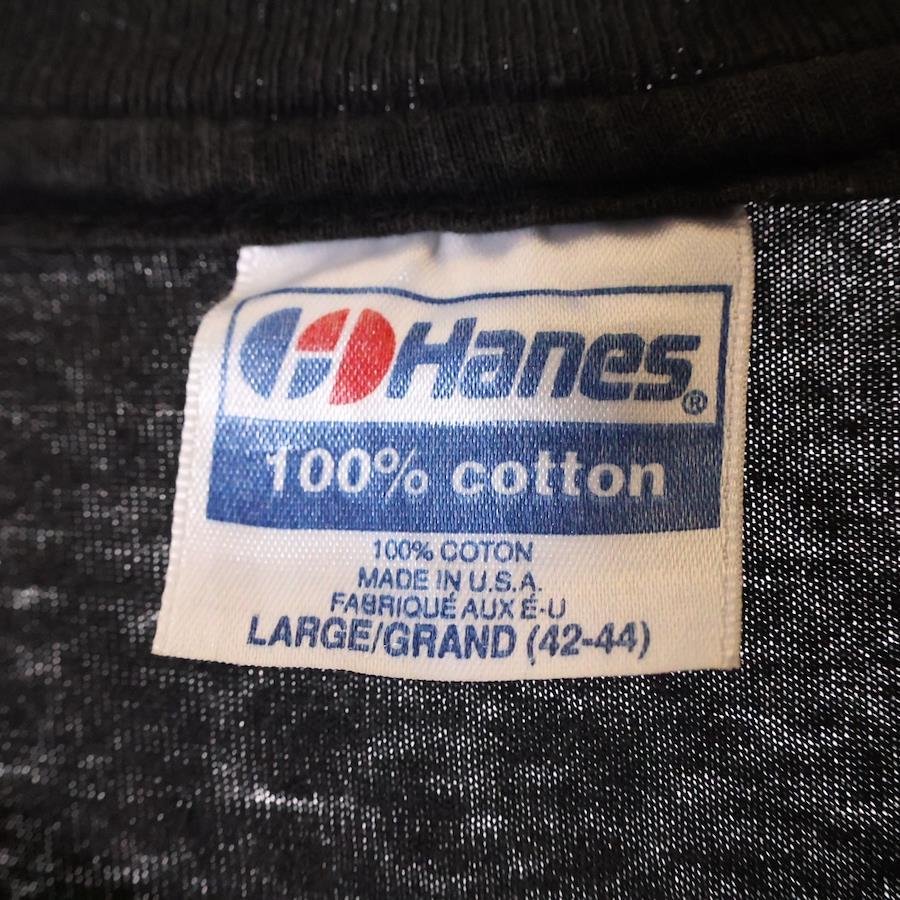 Hanes®
100% cotton
100% COTON
MADE IN U.S.A.
FABRIQUÉ AUX É-U
LARGE/GRAND (42-44)